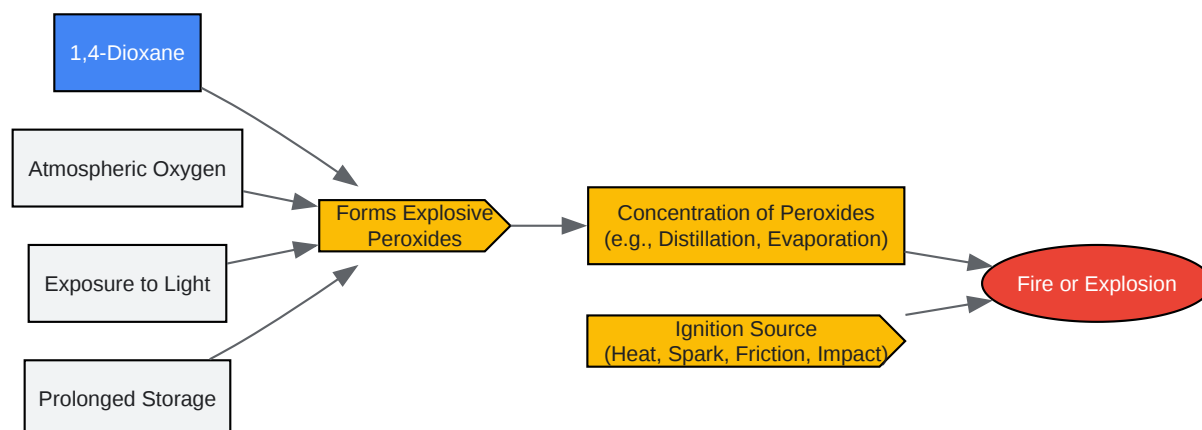 1,4-Dioxane
Atmospheric Oxygen
Exposure to Light
Prolonged Storage
Forms Explosive
Peroxides
Concentration of Peroxides
(e.g., Distillation, Evaporation)
Ignition Source
(Heat, Spark, Friction, Impact)
Fire or Explosion